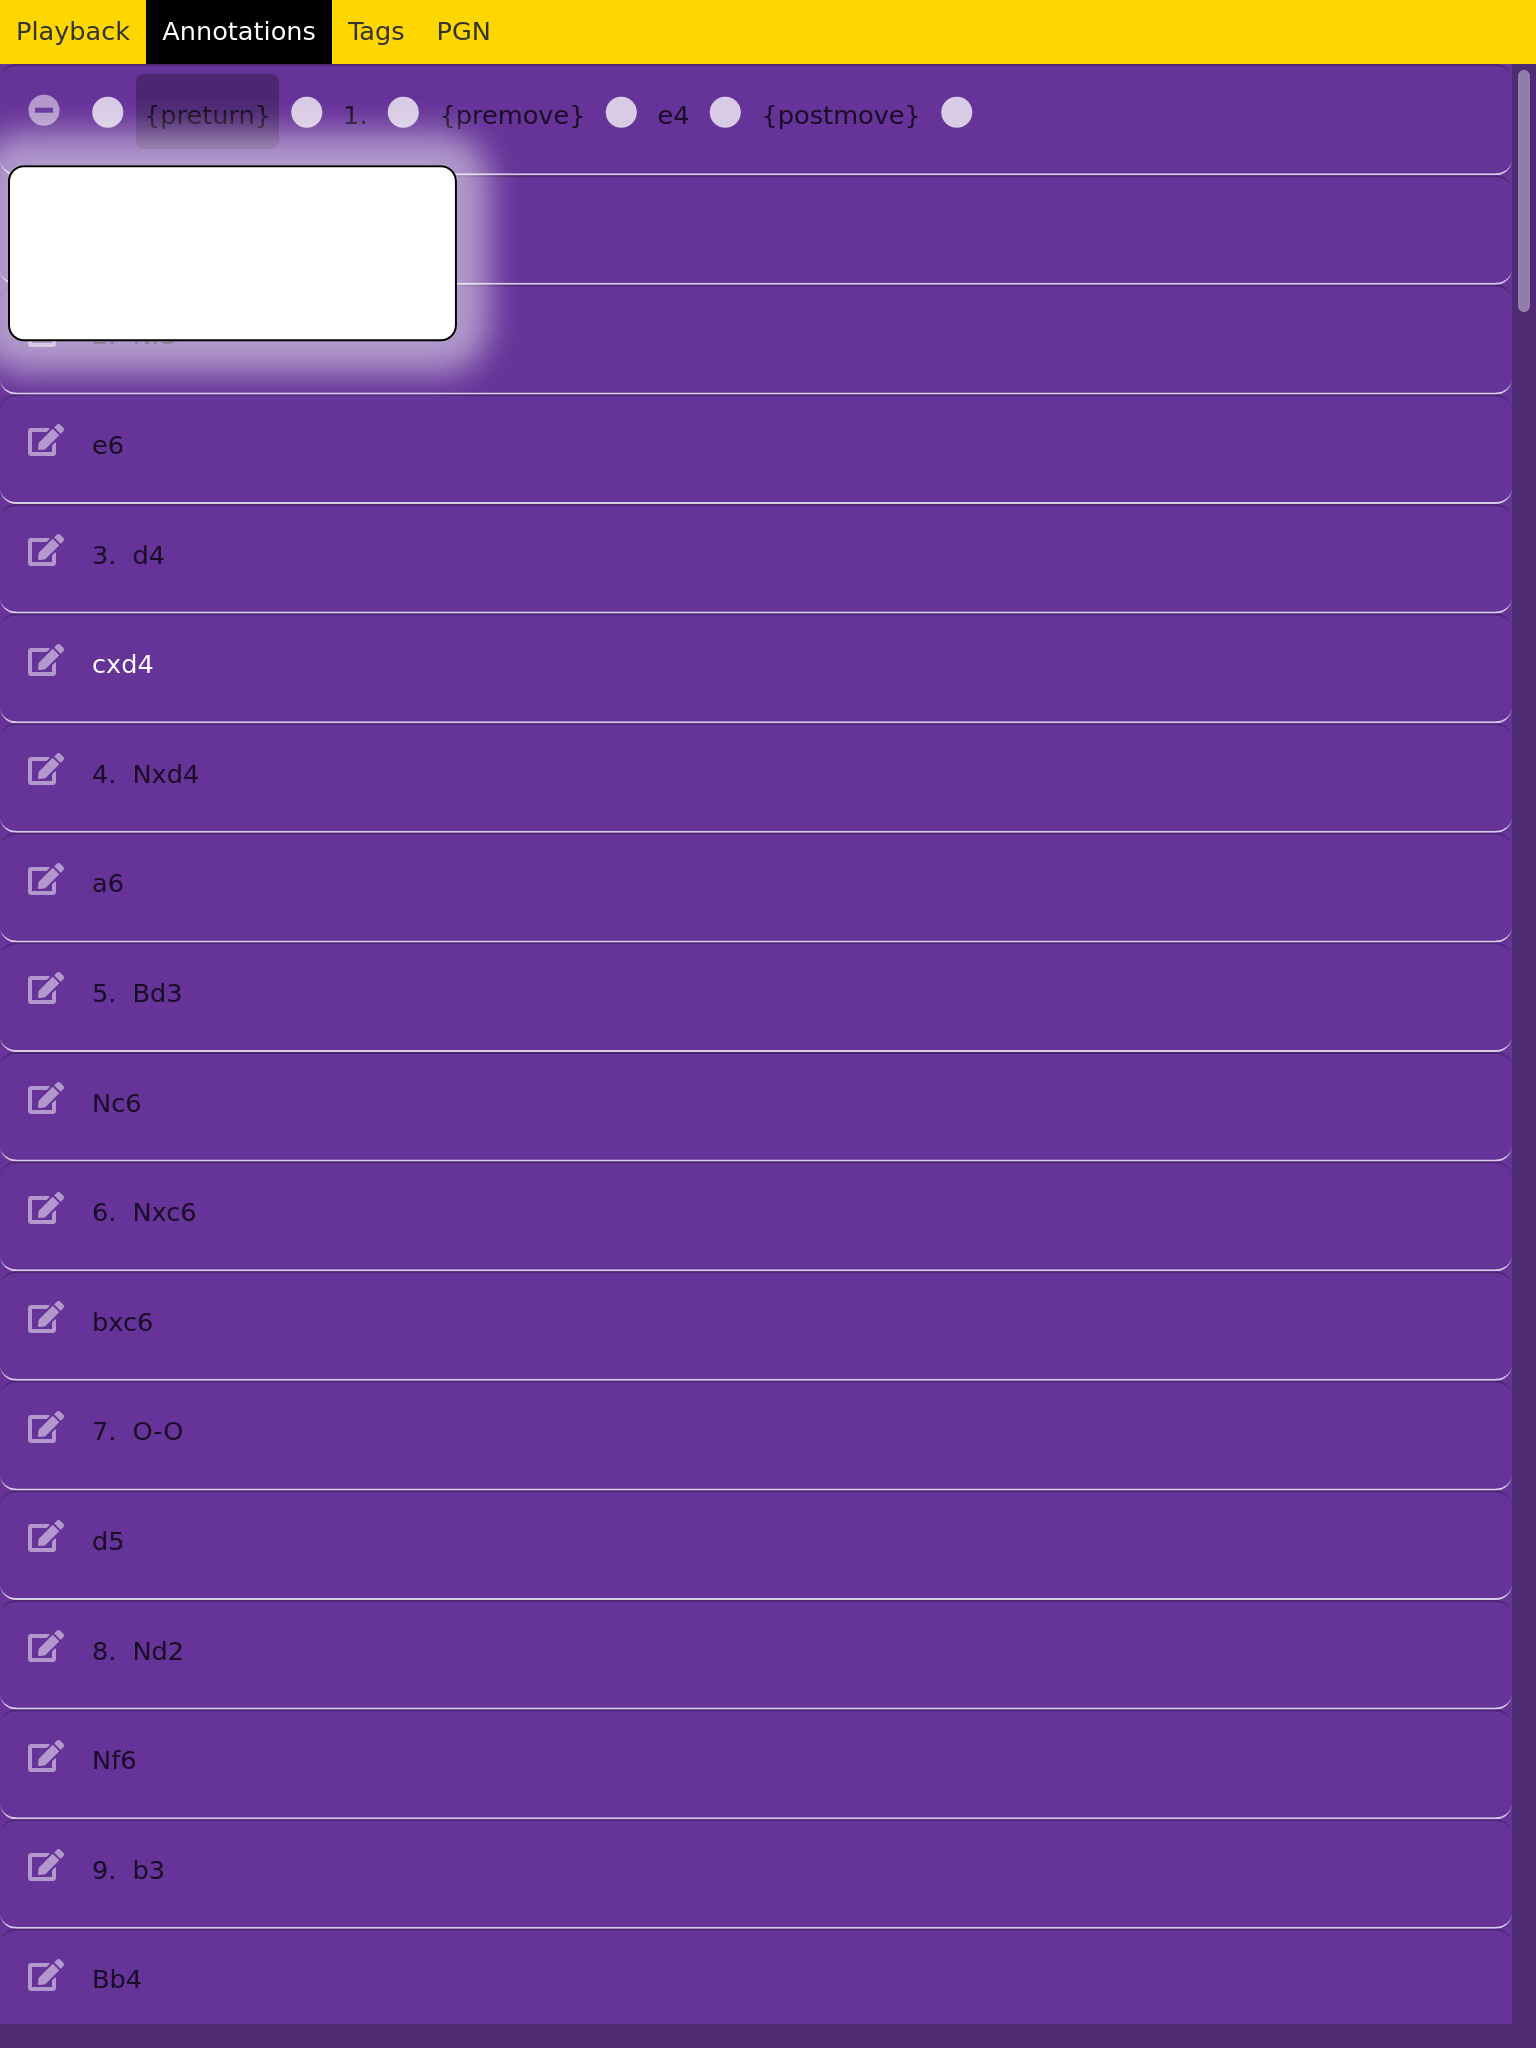 Playback Annotations Tags PGN
{preturn} 1. {premove} e4 {postmove}
e6
3. d4
cxd4
4. Nxd4
a6
5. Bd3
Nc6
6. Nxc6
bxc6
7. O-O
d5
8. Nd2
Nf6
9. b3
Bb4